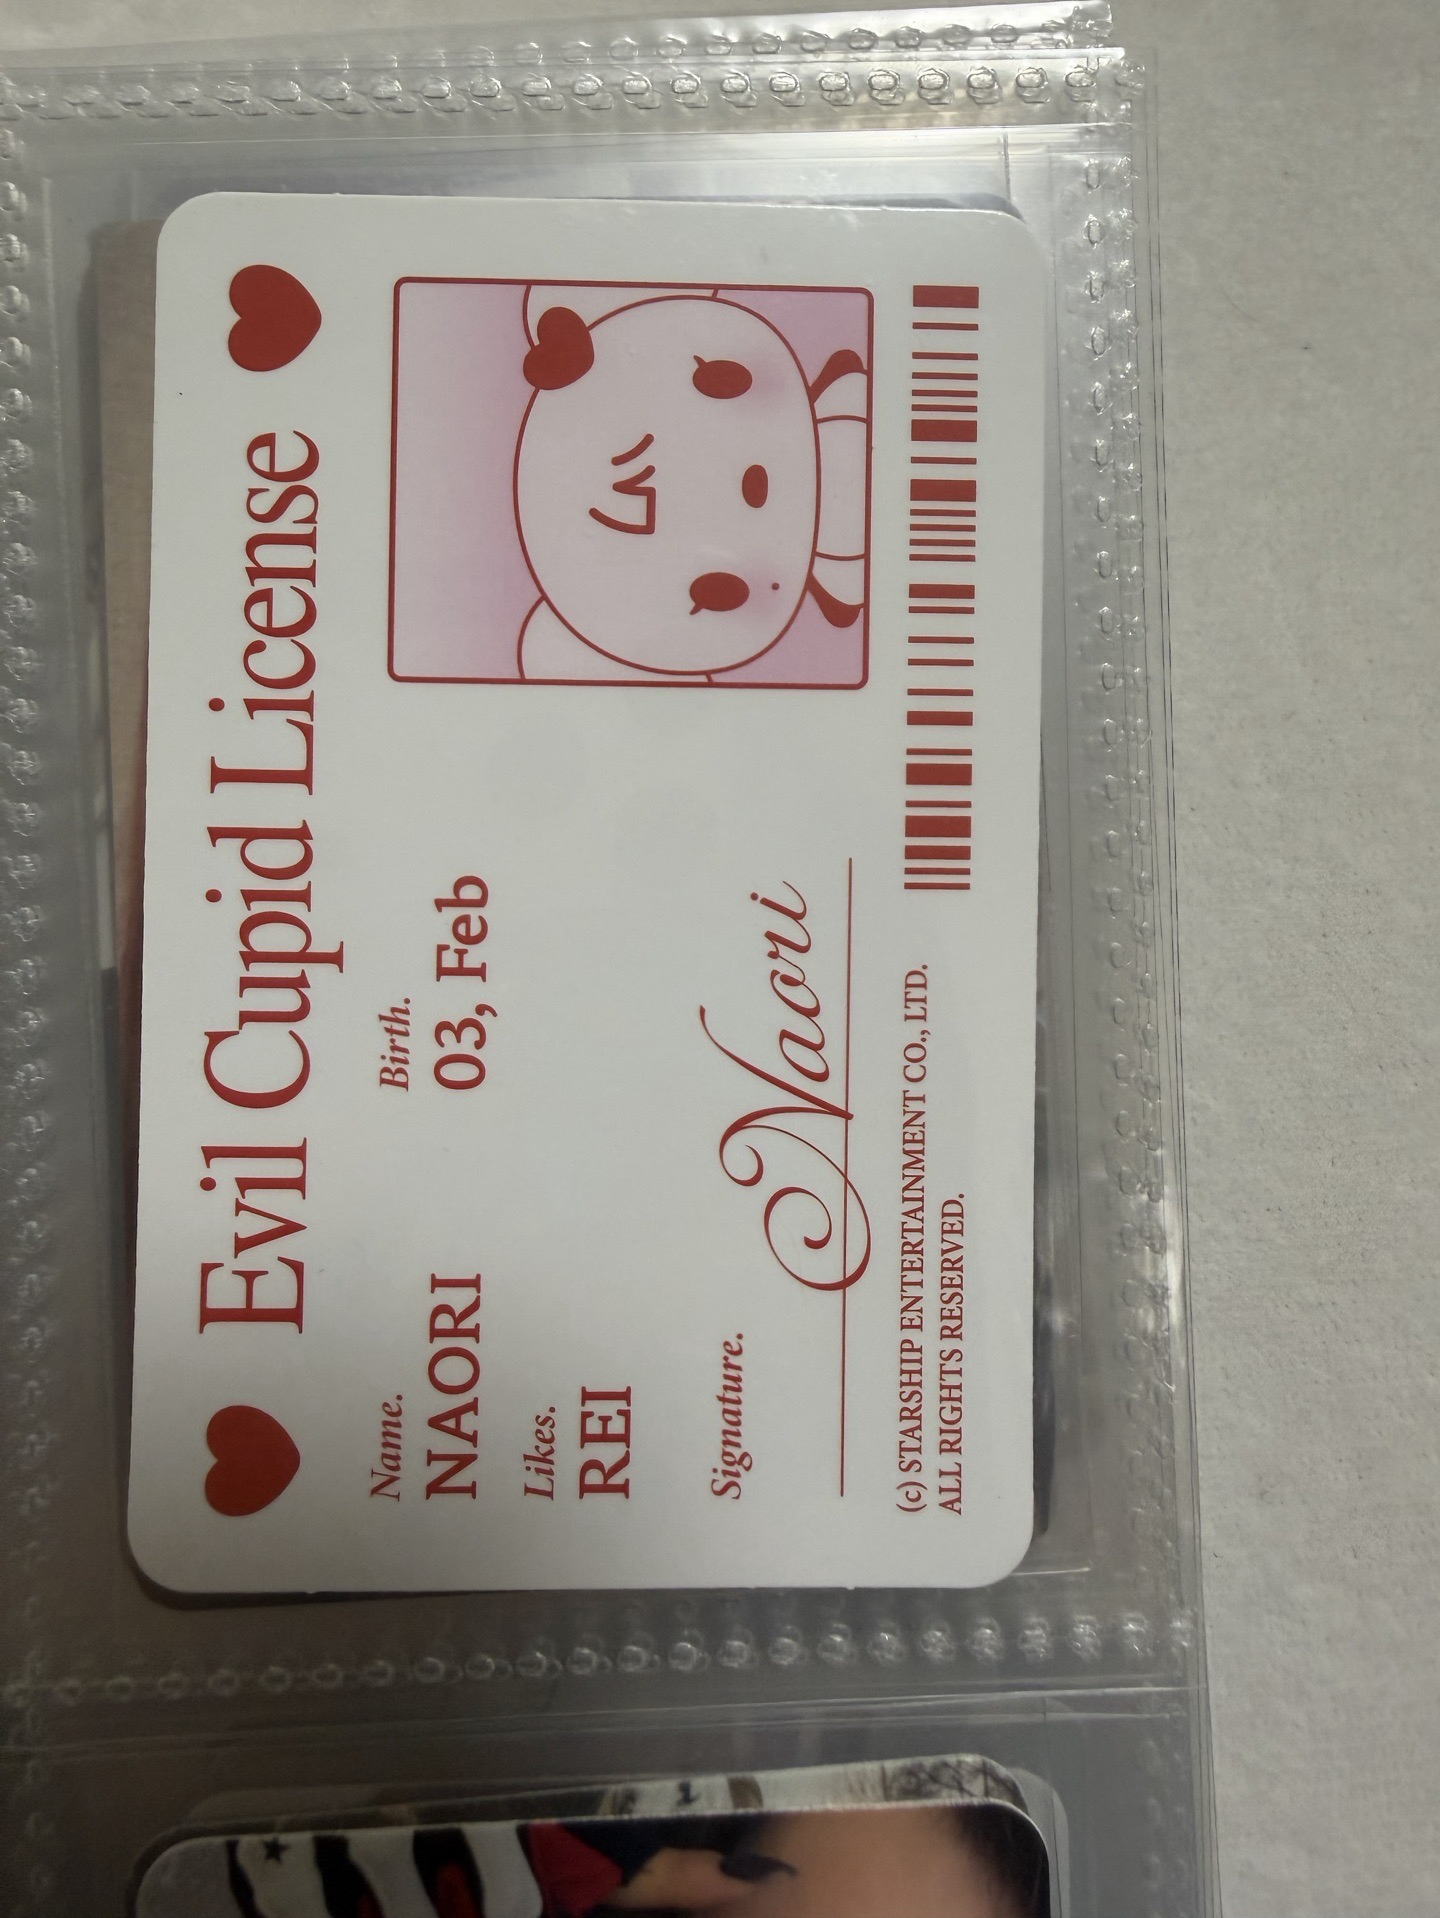 Evil Cupid License
Name.
NAORI
Birth.
03, Feb
Likes.
REI
Signature.
Naori
(c) STARSHIP ENTERTAINMENT CO., LTD.
ALL RIGHTS RESERVED.